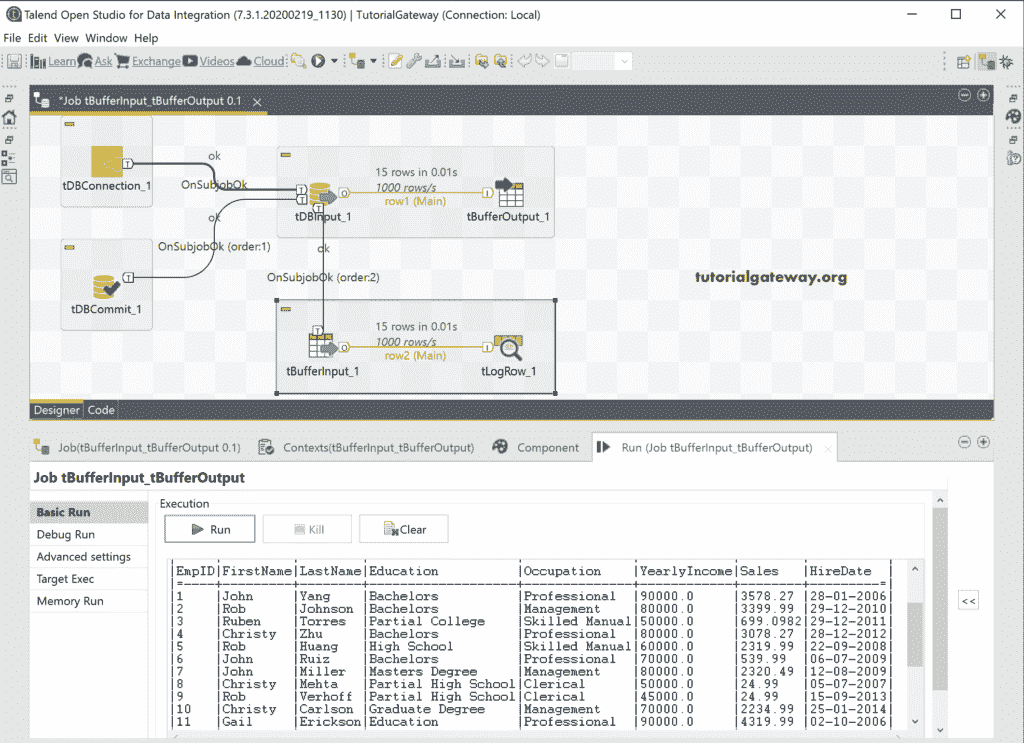 Talend Open Studio for Data Integration (7.3.1.20200219_1130) | TutorialGateway (Connection: Local)
File Edit View Window Help
Learn Ask Exchange Videos Cloud
*Job tBufferInput_tBufferOutput 0.1
ok
15 rows in 0.01s
1000 rows/s
row1 (Main)
tDBConnection_1
OnSubjobOk
tDBInput_1
tBufferOutput_1
ok
OnSubjobOk (order:1)
ok
OnSubjobOk (order:2)
tutorialgateway.org
tDBCommit_1
15 rows in 0.01s
1000 rows/s
row2 (Main)
tBufferInput_1
tLogRow_1
Designer Code
Job(tBufferInput_tBufferOutput 0.1) Contexts(tBufferInput_tBufferOutput) Component Run (Job tBufferInput_tBufferOutput)
Job tBufferInput_tBufferOutput
Basic Run
Debug Run
Advanced settings
Target Exec
Memory Run
Execution
Run Kill Clear
<<
|EmpID|FirstName|LastName|Education |Occupation |YearlyIncome|Sales |HireDate |
|1 |John |Yang |Bachelors |Professional |90000.0 |3578.27 |28-01-2006|
|2 |Rob |Johnson |Bachelors |Management |80000.0 |3399.99 |29-12-2010|
|3 |Ruben |Torres |Partial College |Skilled Manual|50000.0 |699.0982|29-12-2011|
|4 |Christy |Zhu |Bachelors |Professional |80000.0 |3078.27 |28-12-2012|
|5 |Rob |Huang |High School |Skilled Manual|60000.0 |2319.99 |22-09-2008|
|6 |John |Ruiz |Bachelors |Professional |70000.0 |539.99 |06-07-2009|
|7 |John |Miller |Masters Degree |Management |80000.0 |2320.49 |12-08-2009|
|8 |Christy |Mehta |Partial High School|Clerical |50000.0 |24.99 |05-07-2007|
|9 |Rob |Verhoff |Partial High School|Clerical |45000.0 |24.99 |15-09-2013|
|10 |Christy |Carlson |Graduate Degree |Management |70000.0 |2234.99 |25-01-2014|
|11 |Gail |Erickson|Education |Professional |90000.0 |4319.99 |02-10-2006|